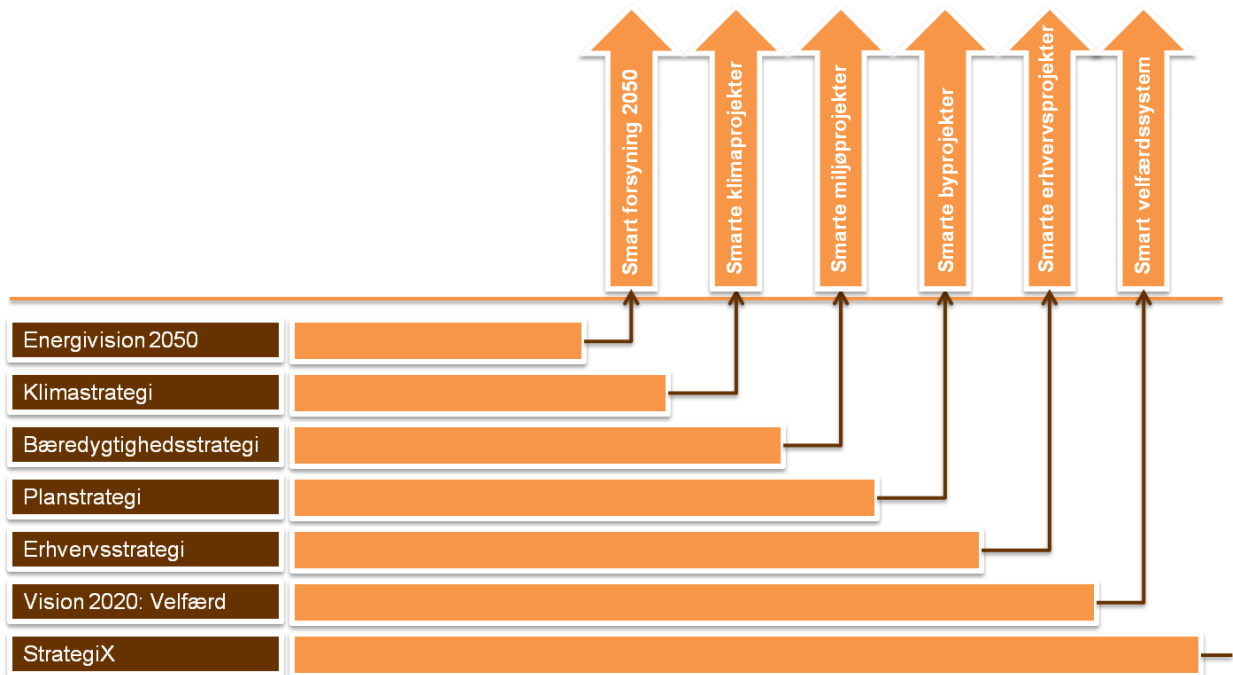 Smart forsyning 2050
Smarte klimaprojekter
Smarte miljøprojekter
Smarte byprojekter
Smarte erhvervsprojekter
Smart velfærdssystem
Energivision 2050
Klimastrategi
Bæredygtighedsstrategi
Planstrategi
Erhvervsstrategi
Vision 2020: Velfærd
StrategiX